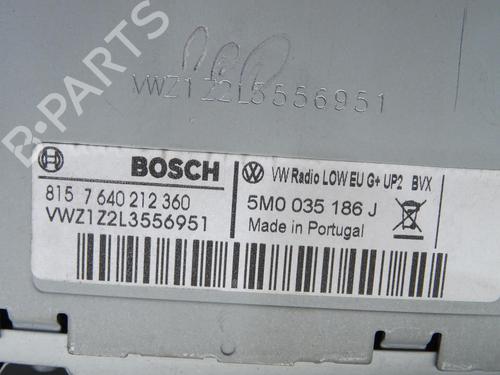 VWZ1Z2L3556951
B-PARTS
BOSCH
815 7 640 212 360
VWZ1Z2L3556951
VW Radio LOW EU G+ UP2 BVX
5M0 035 186 J
Made in Portugal